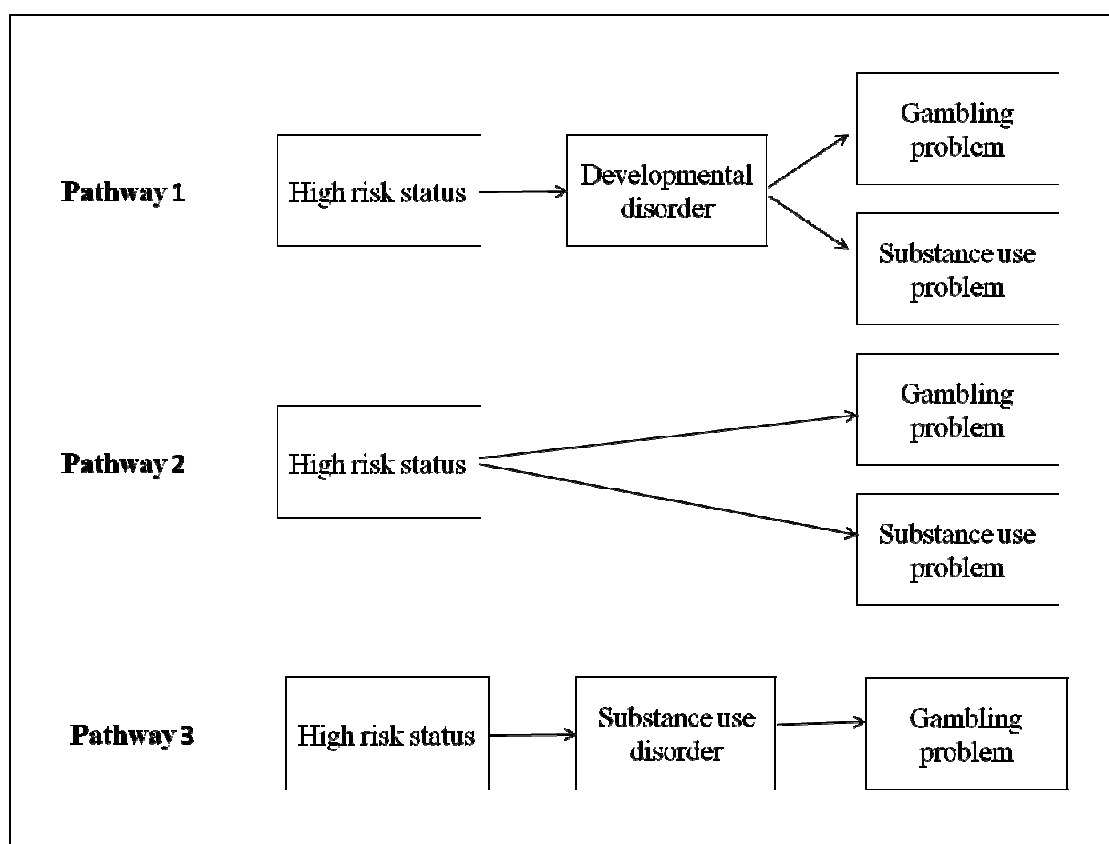 Pathway 1
High risk status
Developmental
disorder
Gambling
problem
Substance use
problem
Pathway 2
High risk status
Gambling
problem
Substance use
problem
Pathway 3
High risk status
Substance use
disorder
Gambling
problem